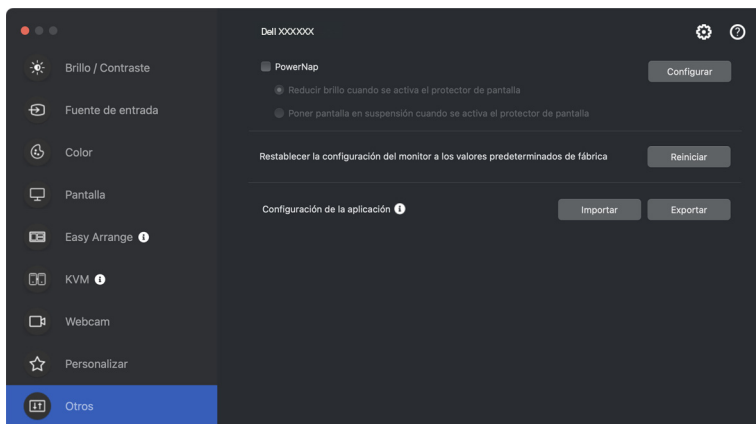 Dell XXXXXX
Brillo / Contraste
Fuente de entrada
Color
Pantalla
Easy Arrange
KVM
Webcam
Personalizar
Otros
PowerNap
Configurar
Reducir brillo cuando se activa el protector de pantalla
Poner pantalla en suspensión cuando se activa el protector de pantalla
Restablecer la configuración del monitor a los valores predeterminados de fábrica
Reiniciar
Configuración de la aplicación
Importar
Exportar